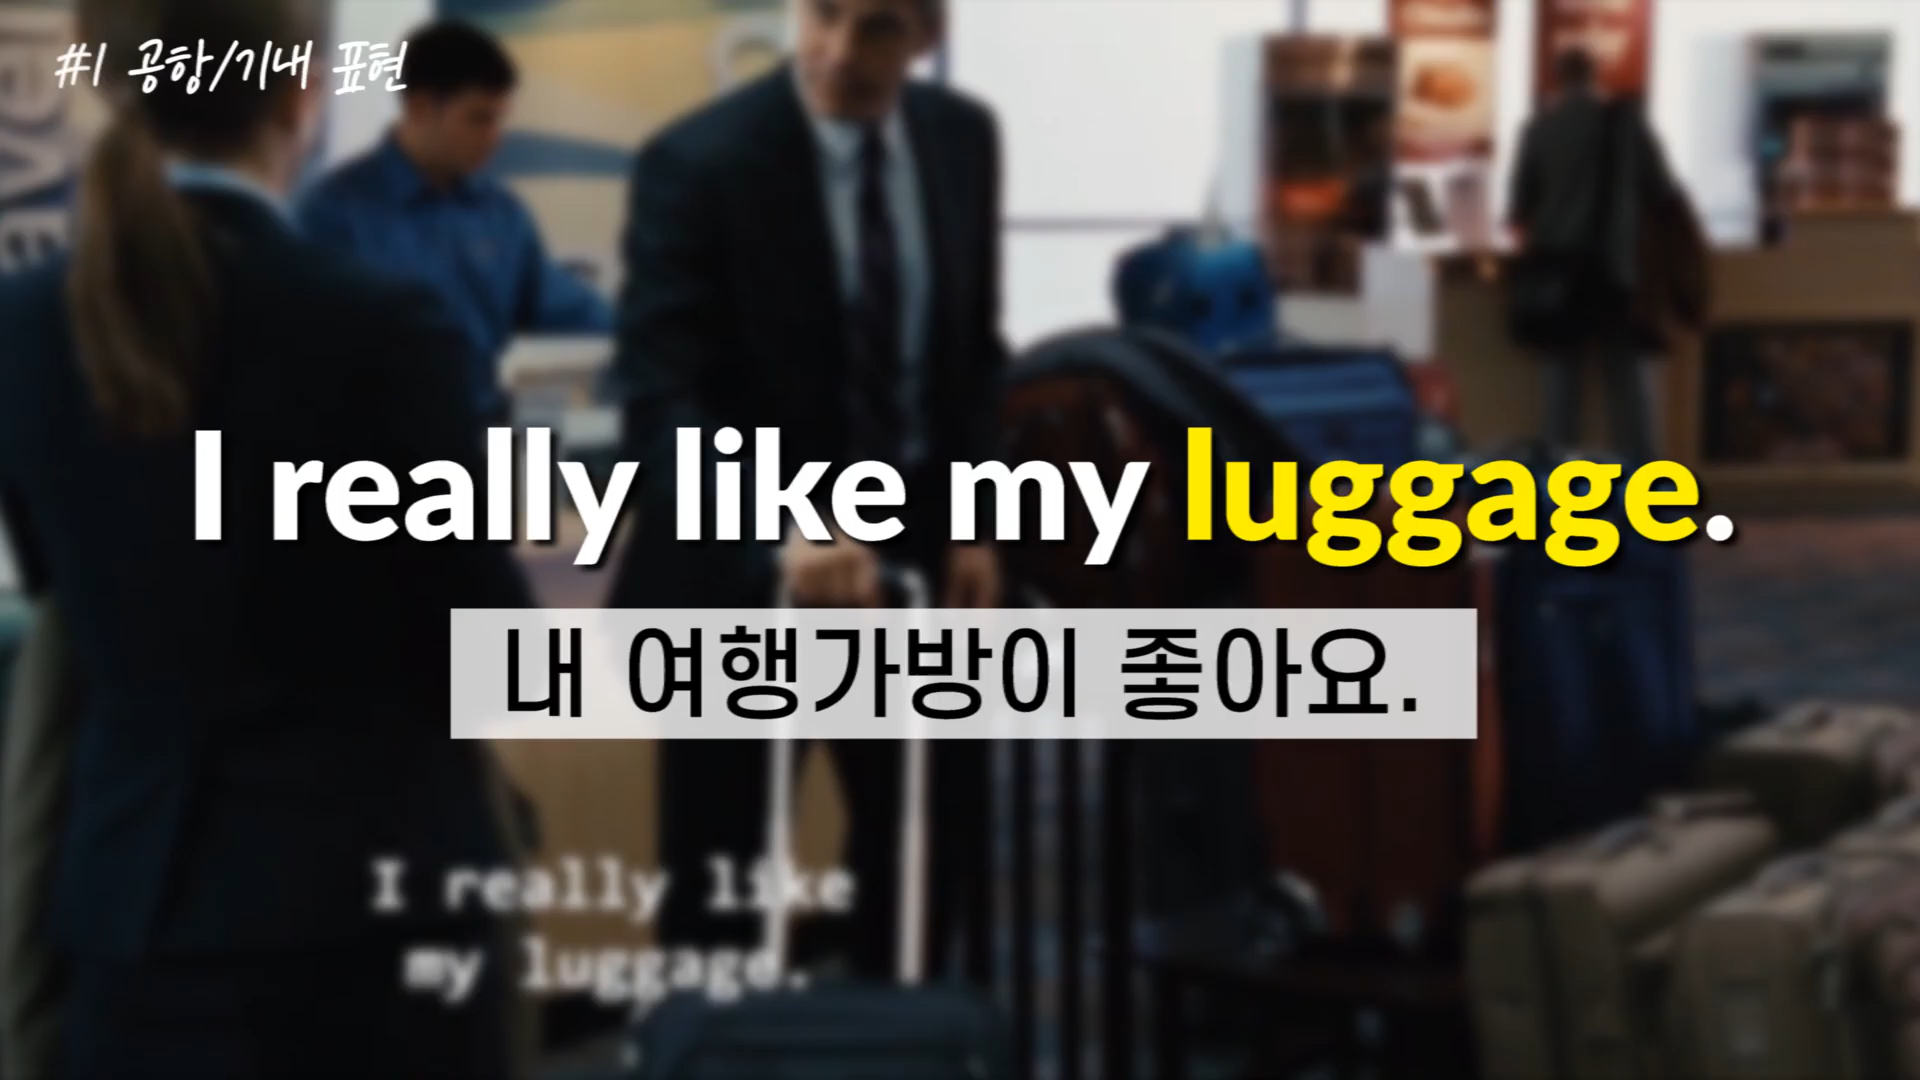 #1 공항/기내 표현
I really like my luggage.
내 여행가방이 좋아요.
I really like
my luggage.